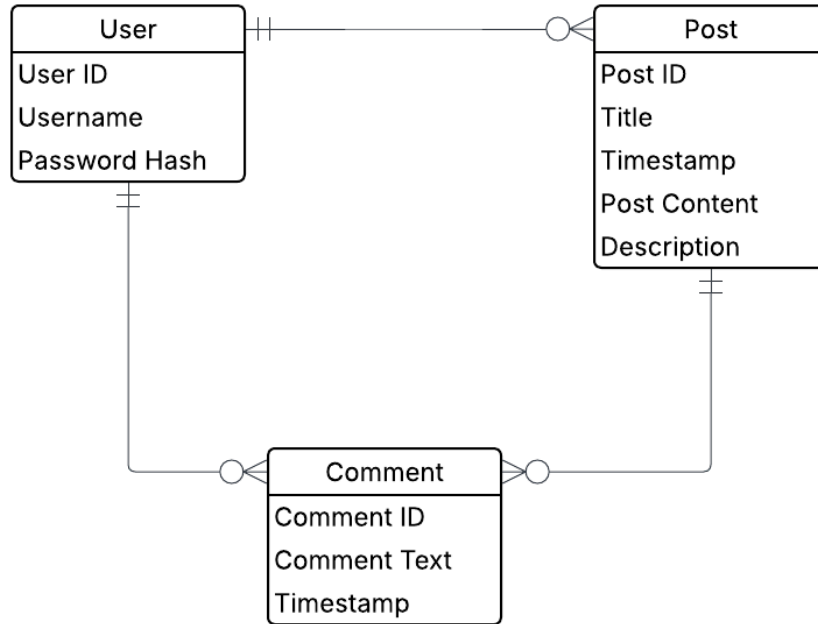 User
User ID
Username
Password Hash
Post
Post ID
Title
Timestamp
Post Content
Description
Comment
Comment ID
Comment Text
Timestamp